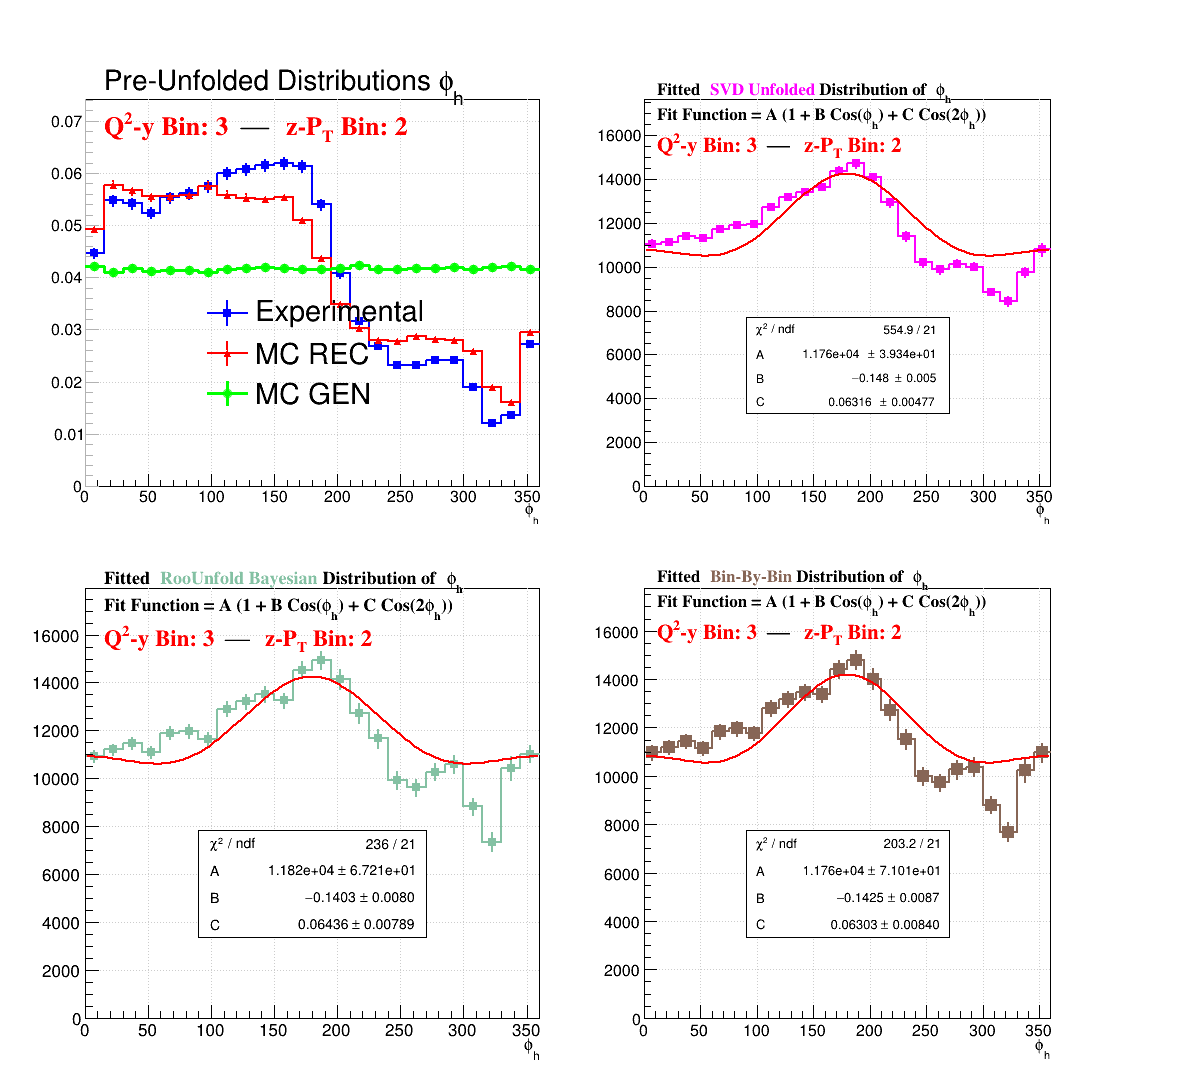 Pre-Unfolded Distributions ϕh
Q²-y Bin: 3 — z-PT Bin: 2
0.07
0.06
0.05
0.04
0.03
0.02
0.01
0
Experimental
MC REC
MC GEN
0 50 100 150 200 250 300 350
ϕh
Fitted SVD Unfolded Distribution of ϕh
Fit Function = A (1 + B Cos(ϕh) + C Cos(2ϕh))
Q²-y Bin: 3 — z-PT Bin: 2
16000
14000
12000
10000
8000
6000
4000
2000
0
χ² / ndf 554.9 / 21
A 1.176e+04 ± 3.934e+01
B −0.148 ± 0.005
C 0.06316 ± 0.00477
0 50 100 150 200 250 300 350
ϕh
Fitted RooUnfold Bayesian Distribution of ϕh
Fit Function = A (1 + B Cos(ϕh) + C Cos(2ϕh))
Q²-y Bin: 3 — z-PT Bin: 2
16000
14000
12000
10000
8000
6000
4000
2000
0
χ² / ndf 236 / 21
A 1.182e+04 ± 6.721e+01
B −0.1403 ± 0.0080
C 0.06436 ± 0.00789
0 50 100 150 200 250 300 350
ϕh
Fitted Bin-By-Bin Distribution of ϕh
Fit Function = A (1 + B Cos(ϕh) + C Cos(2ϕh))
Q²-y Bin: 3 — z-PT Bin: 2
16000
14000
12000
10000
8000
6000
4000
2000
0
χ² / ndf 203.2 / 21
A 1.176e+04 ± 7.101e+01
B −0.1425 ± 0.0087
C 0.06303 ± 0.00840
0 50 100 150 200 250 300 350
ϕh